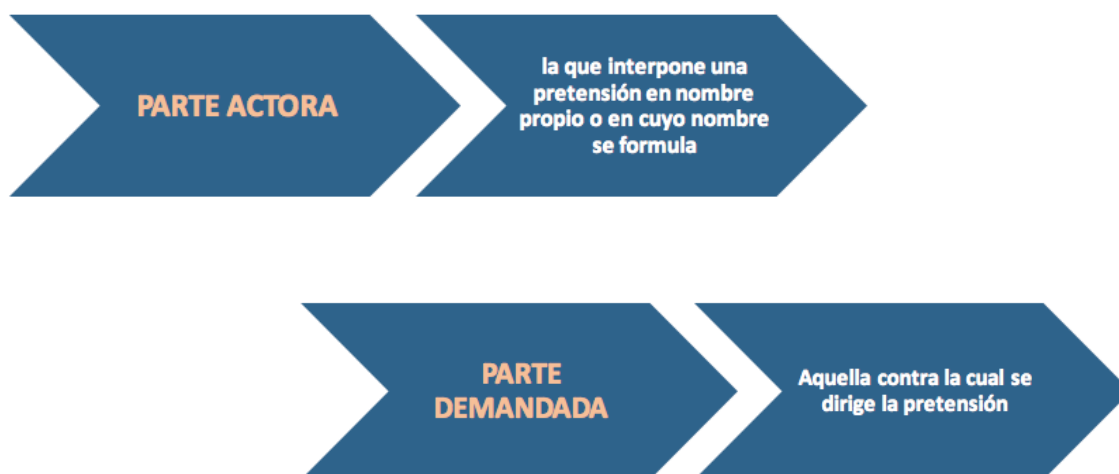 PARTE ACTORA
la que interpone una
pretensión en nombre
propio o en cuyo nombre
se formula
PARTE
DEMANDADA
Aquella contra la cual se
dirige la pretensión